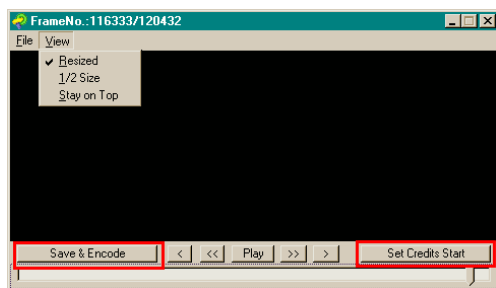 FrameNo.:116333/120432
File View
Resized
1/2 Size
Stay on Top
Save & Encode < << Play >> > Set Credits Start